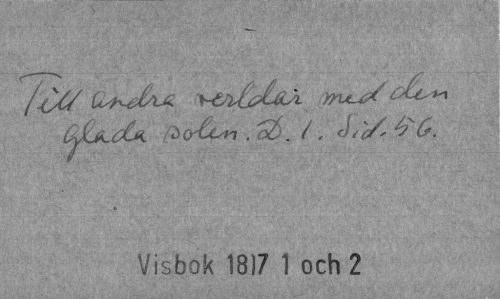 Till andra verldar med den
glada solen. D. 1. Sid. 56.
Visbok 1817 1 och 2